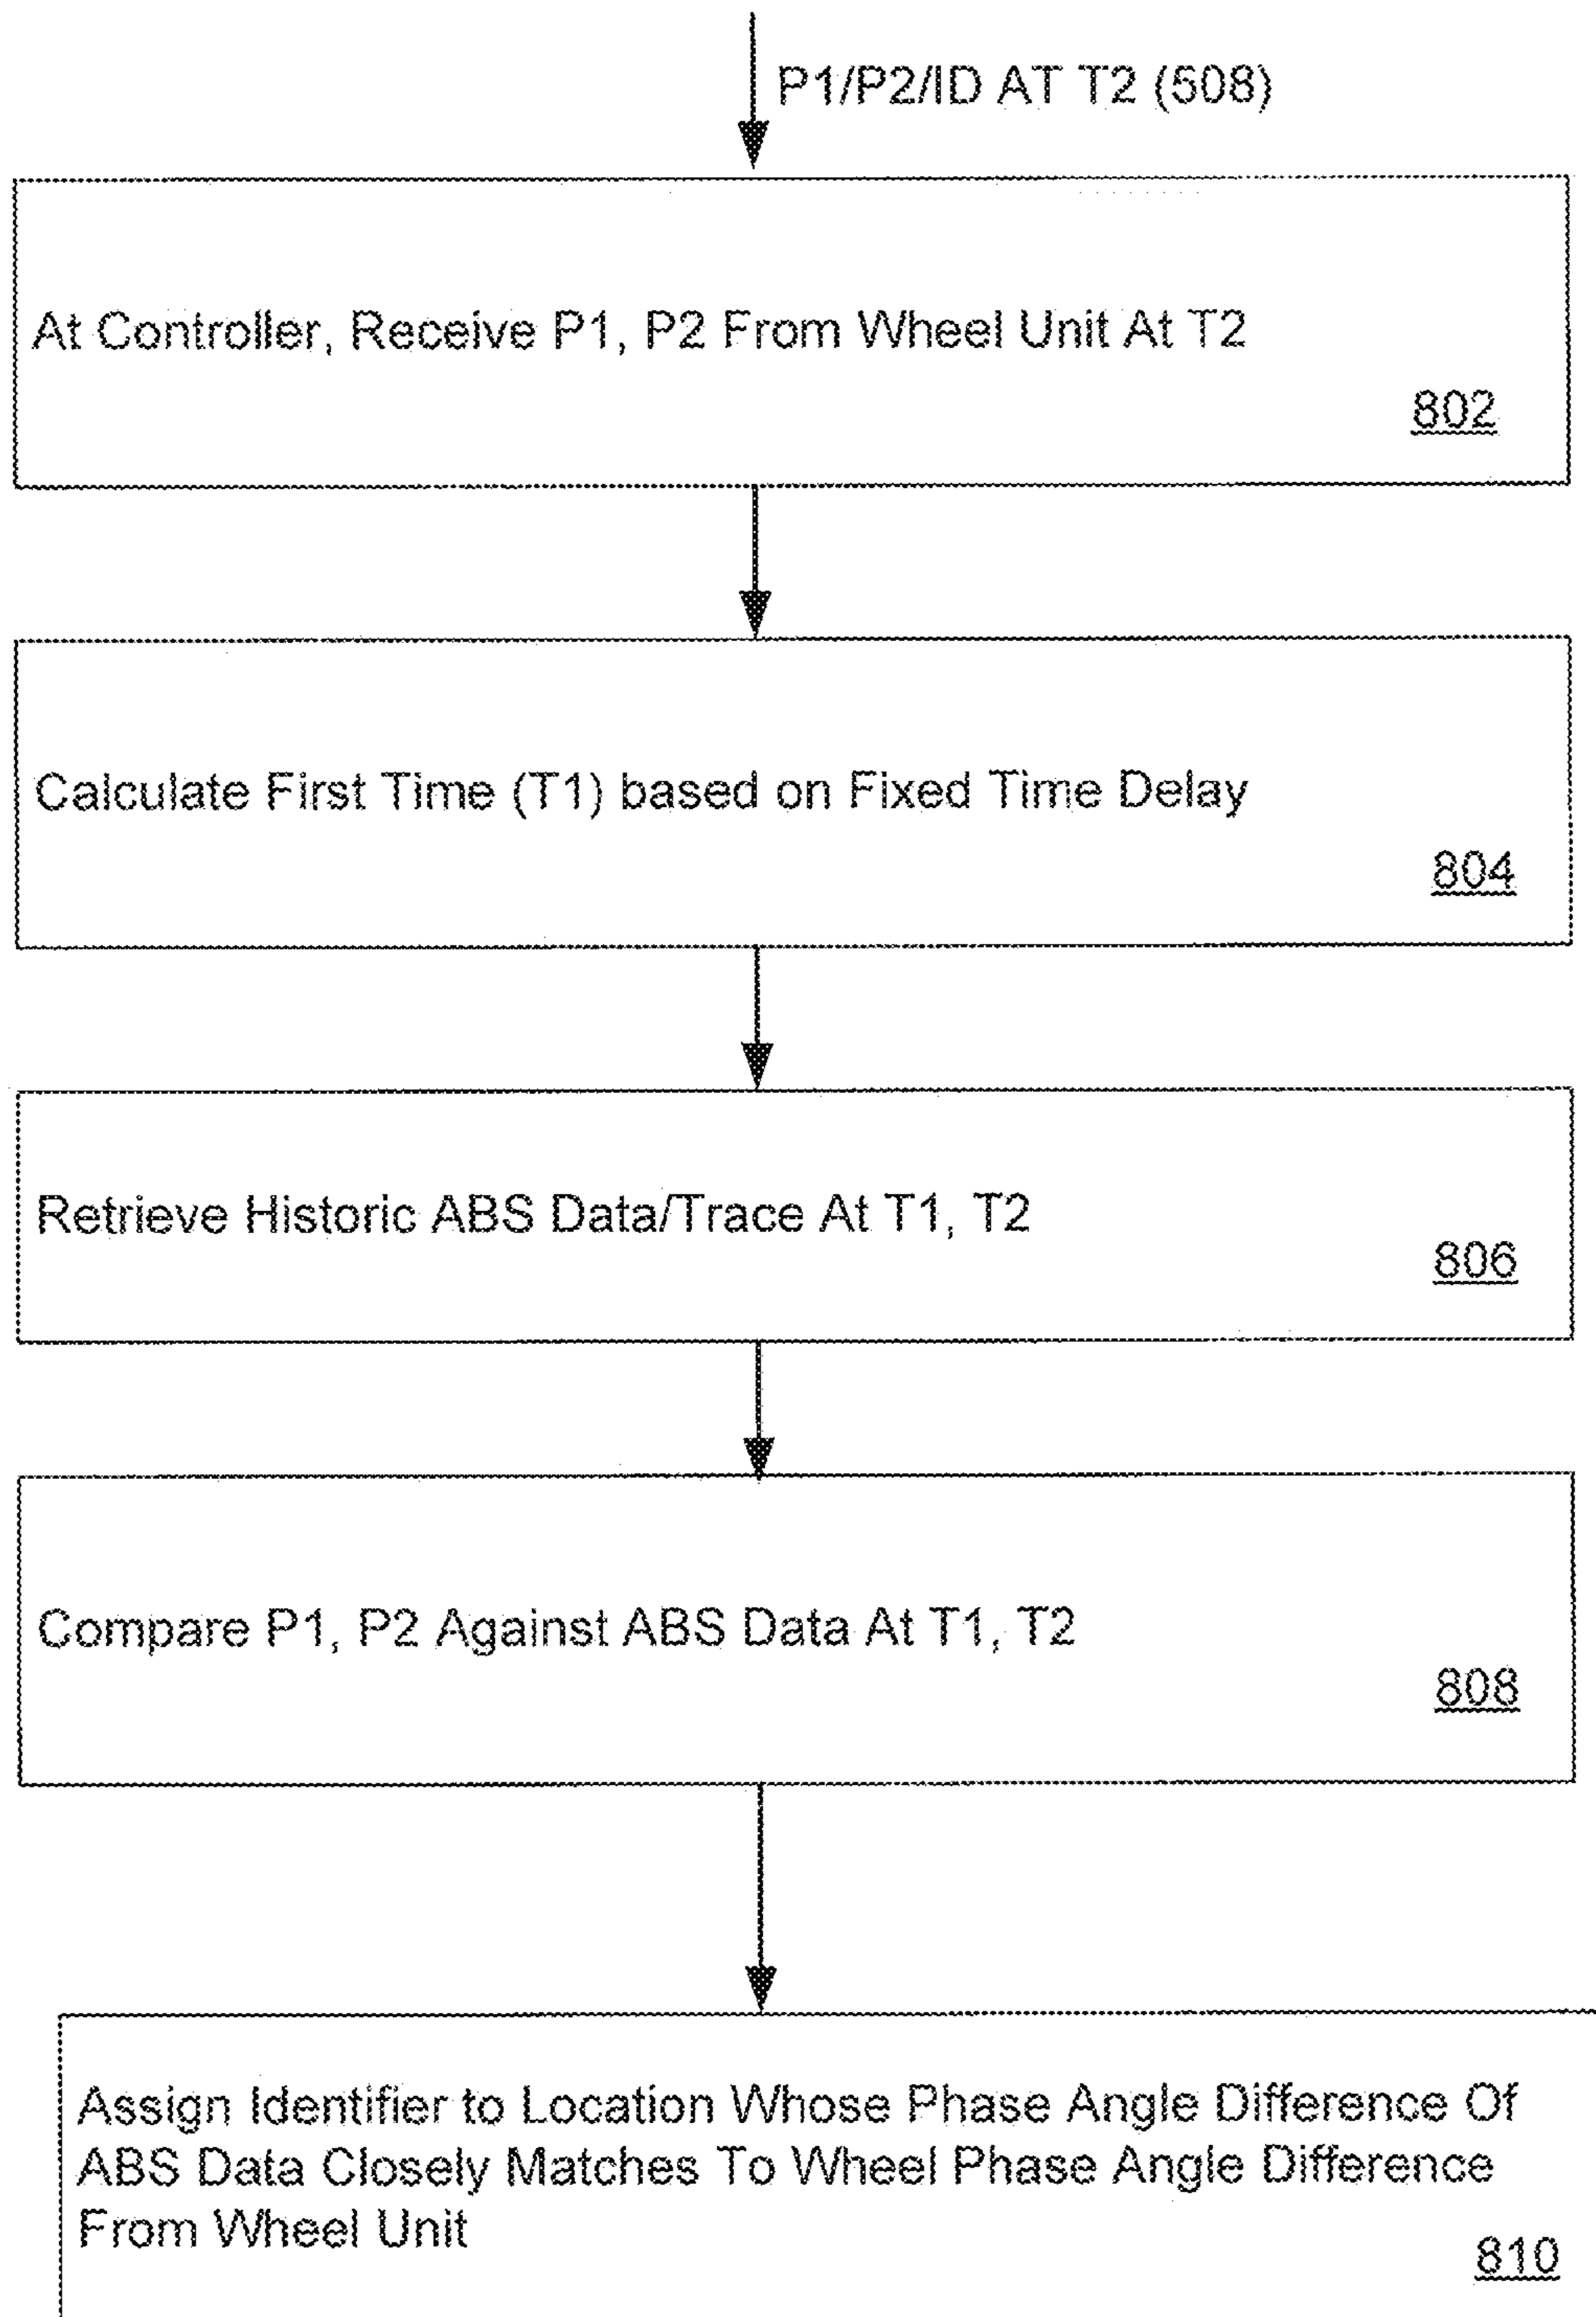 P1/P2/ID AT T2 (508)
At Controller, Receive P1, P2 From Wheel Unit At T2
802
Calculate First Time (T1) based on Fixed Time Delay
804
Retrieve Historic ABS Data/Trace At T1, T2
806
Compare P1, P2 Against ABS Data At T1, T2
808
Assign Identifier to Location Whose Phase Angle Difference Of
ABS Data Closely Matches To Wheel Phase Angle Difference
From Wheel Unit
810